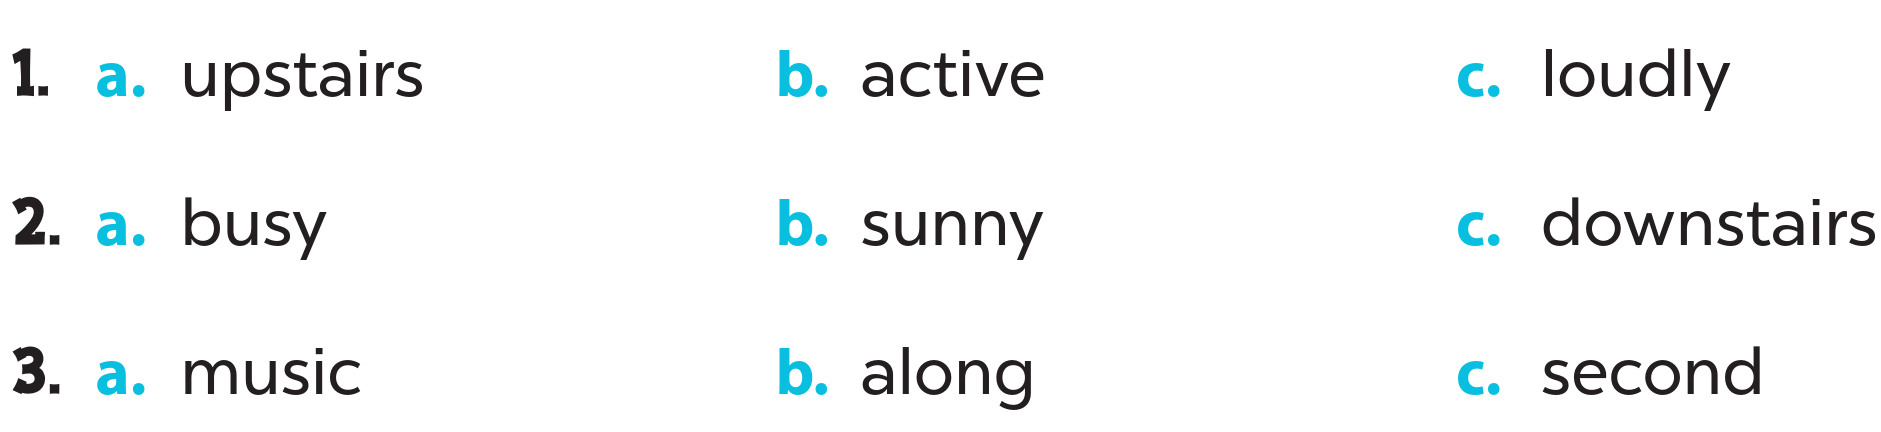 1. a. upstairs b. active c. loudly
2. a. busy b. sunny c. downstairs
3. a. music b. along c. second